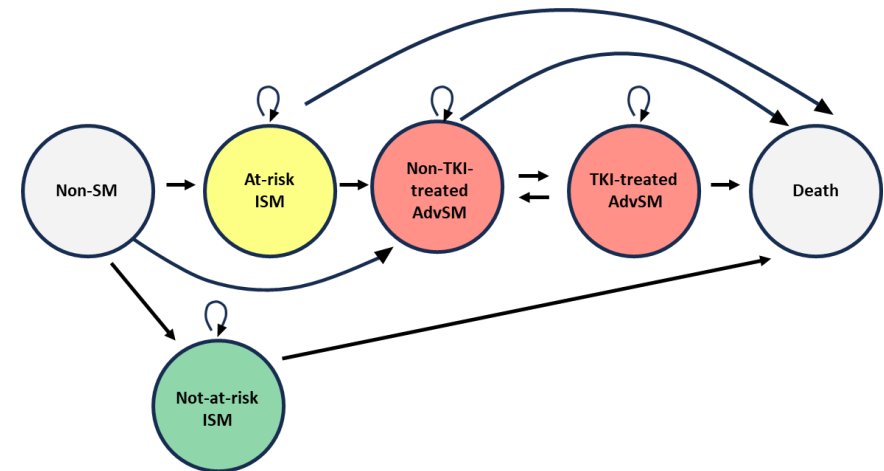 Non-SM
At-risk
ISM
Non-TKI-
treated
AdvSM
TKI-treated
AdvSM
Death
Not-at-risk
ISM